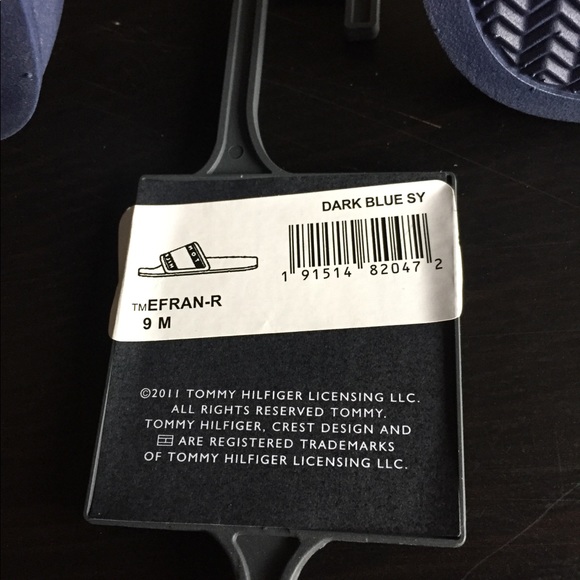 DARK BLUE SY
1 91514 82047 2
TMEFRAN-R
9 M
©2011 TOMMY HILFIGER LICENSING LLC.
ALL RIGHTS RESERVED TOMMY.
TOMMY HILFIGER, CREST DESIGN AND
ARE REGISTERED TRADEMARKS
OF TOMMY HILFIGER LICENSING LLC.